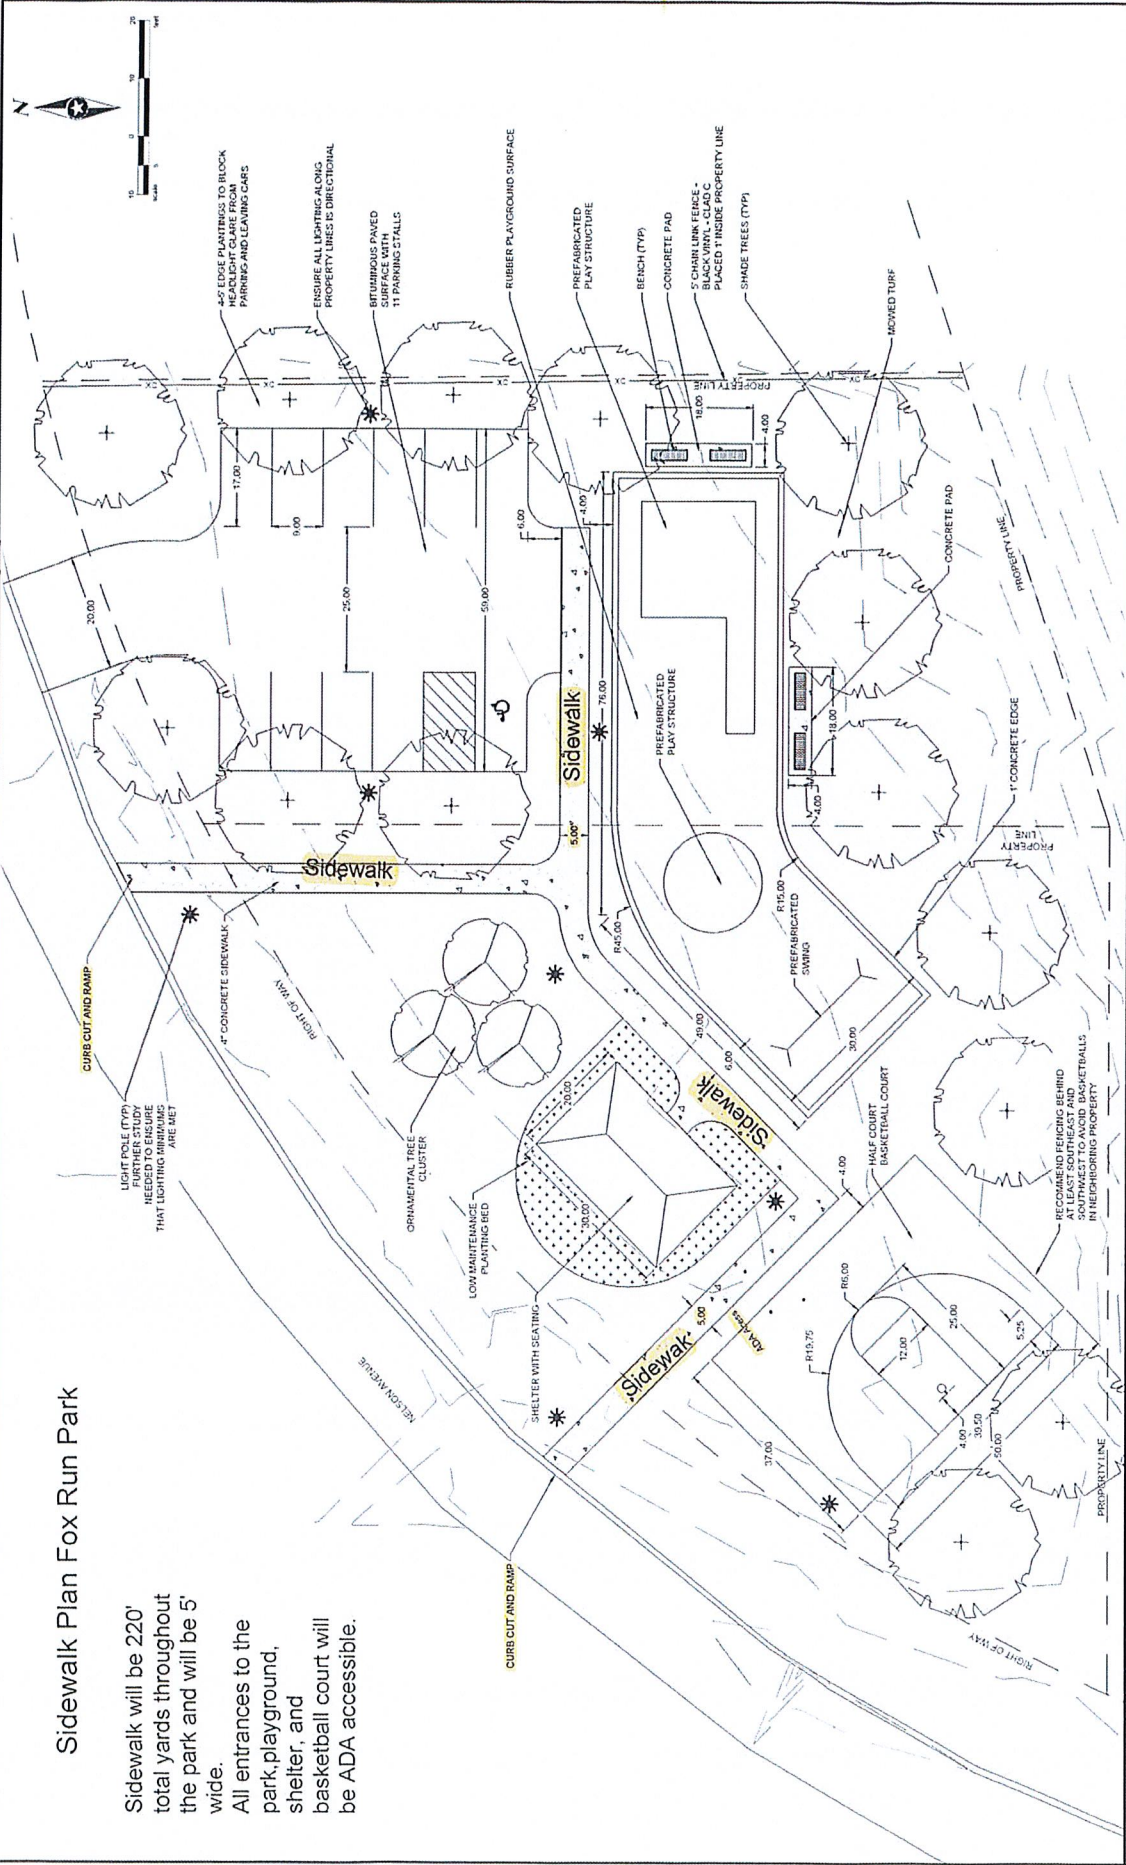 Sidewalk Plan Fox Run Park
Sidewalk will be 220'
total yards throughout
the park and will be 5'
wide.
All entrances to the
park,playground,
shelter, and
basketball court will
be ADA accessible.
N
10
5
0
10
20
scale
feet
4-5' EDGE PLANTINGS TO BLOCK
HEADLIGHT GLARE FROM
PARKING AND LEAVING CARS
ENSURE ALL LIGHTING ALONG
PROPERTY LINES IS DIRECTIONAL
BITUMINOUS PAVED
SURFACE WITH
11 PARKING STALLS
RUBBER PLAYGROUND SURFACE
PREFABRICATED
PLAY STRUCTURE
BENCH (TYP)
CONCRETE PAD
5' CHAIN LINK FENCE -
BLACK VINYL - CLAD C
PLACED 1' INSIDE PROPERTY LINE
SHADE TREES (TYP)
MOWED TURF
CONCRETE PAD
PROPERTY LINE
1' CONCRETE EDGE
PROPERTY LINE
PROPERTY
LINE
CURB CUT AND RAMP
LIGHT POLE (TYP)
FURTHER STUDY
NEEDED TO ENSURE
THAT LIGHTING MINIMUMS
ARE MET
4" CONCRETE SIDEWALK
RIGHT OF WAY
Sidewalk
Sidewalk
5.00"
20.00
17.00
9.00
25.00
59.00
6.00
4.00
76.00
18.00
4.00
18.00
4.00
PREFABRICATED
PLAY STRUCTURE
R45.00
R15.00
PREFABRICATED
SWING
30.00
49.00
6.00
ORNAMENTAL TREE
CLUSTER
LOW MAINTENANCE
PLANTING BED
20.00
30.00
SHELTER WITH SEATING
Sidewalk
NELSON AVENUE
4.00
HALF COURT
BASKETBALL COURT
RECOMMEND FENCING BEHIND
AT LEAST SOUTHEAST AND
SOUTHWEST TO AVOID BASKETBALLS
IN NEIGHBORING PROPERTY
Sidewalk
5.00
ADA Acess
R6.00
R19.75
12.00
25.00
5.25
4.00
39.50
50.00
37.00
CURB CUT AND RAMP
RIGHT OF WAY
PROPERTY LINE